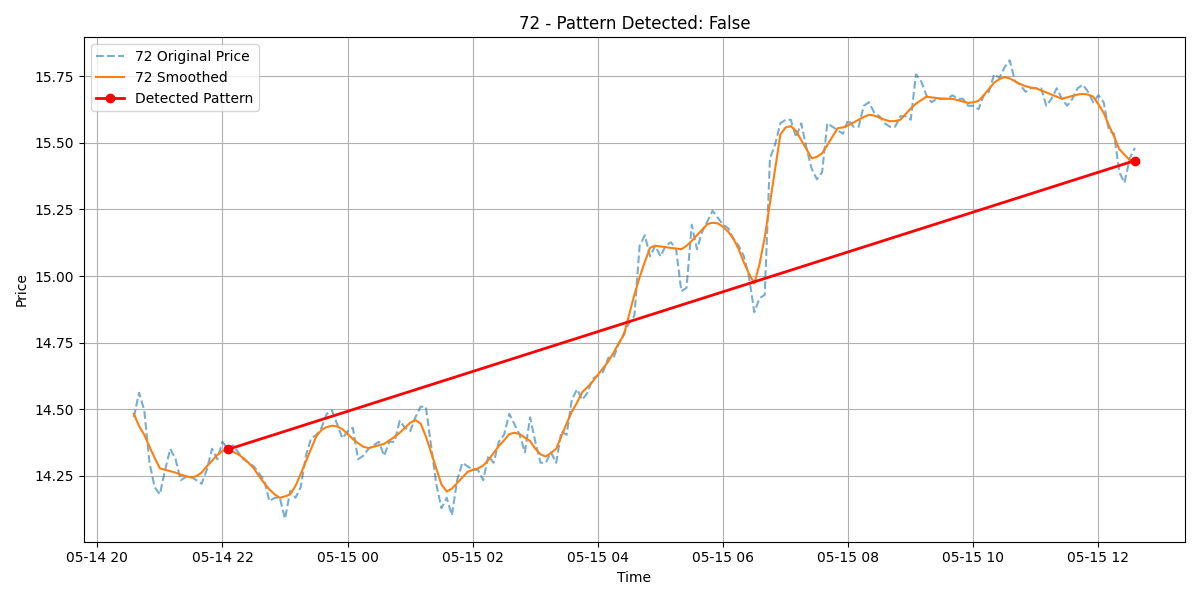 72 - Pattern Detected: False
72 Original Price
72 Smoothed
Detected Pattern
Price
15.75
15.50
15.25
15.00
14.75
14.50
14.25
05-14 20 05-14 22 05-15 00 05-15 02 05-15 04 05-15 06 05-15 08 05-15 10 05-15 12
Time